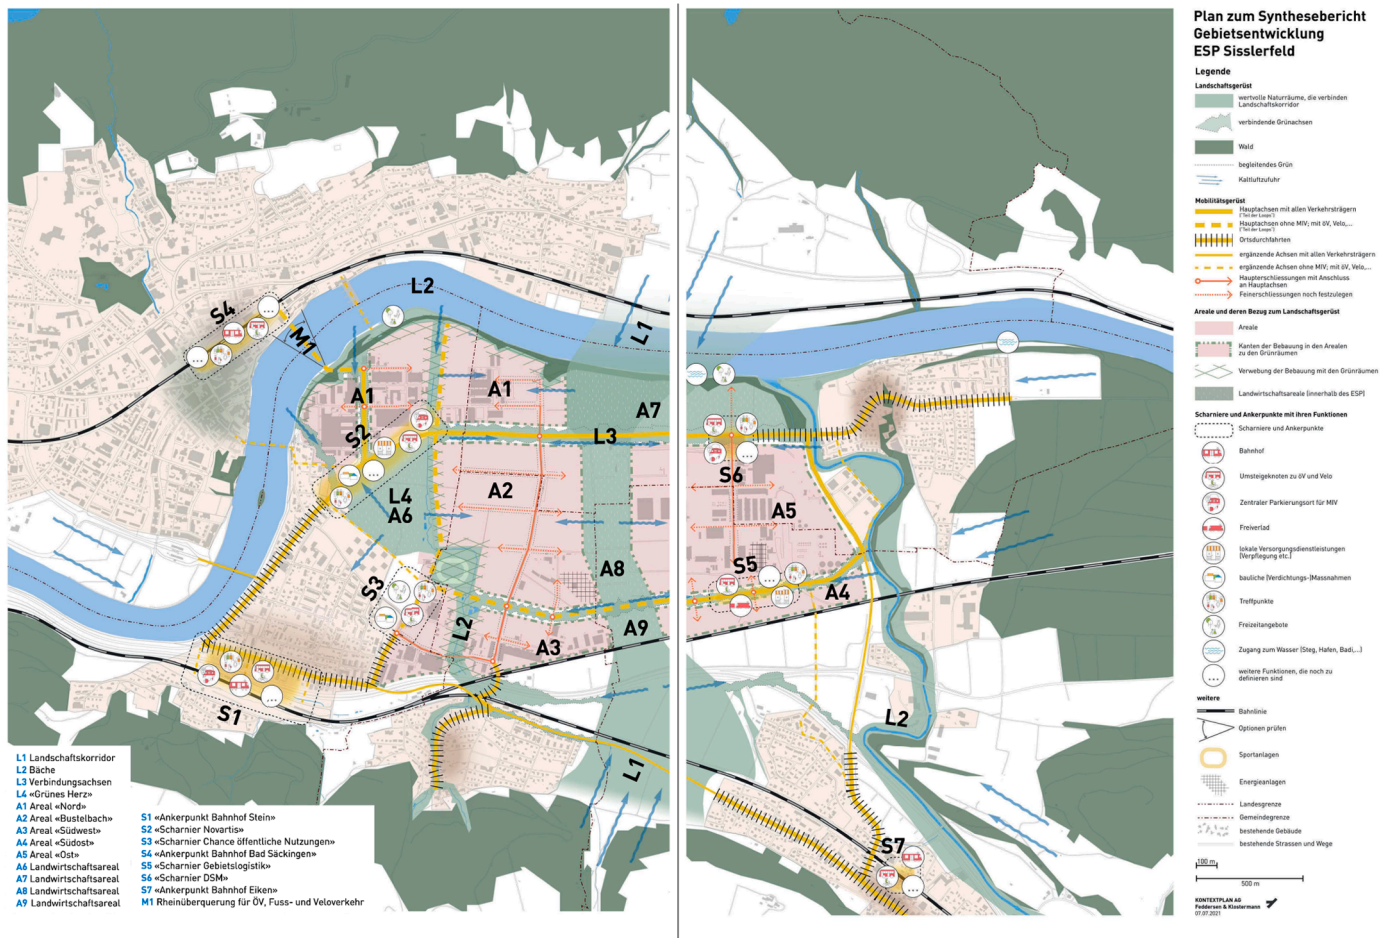 Plan zum Synthesebericht
Gebietsentwicklung
ESP Sisslerfeld
Legende
Landschaftsgerüst
wertvolle Naturräume, die verbinden
Landschaftskorridor
verbindende Grünachsen
Wald
begleitendes Grün
Kaltluftzufuhr
Mobilitätsgerüst
Hauptachsen mit allen Verkehrsträgern
("Teil der Loops")
Hauptachsen ohne MIV; mit öV, Velo,...
("Teil der Loops")
Ortsdurchfahrten
ergänzende Achsen mit allen Verkehrsträgern
ergänzende Achsen ohne MIV; mit öV, Velo,...
Haupterschliessungen mit Anschluss
an Hauptachsen
Feinerschliessungen noch festzulegen
Areale und deren Bezug zum Landschaftsgerüst
Areale
Kanten der Bebauung in den Arealen
zu den Grünräumen
Verwebung der Bebauung mit den Grünräumen
Landwirtschaftsareale (innerhalb des ESP)
Scharniere und Ankerpunkte mit ihren Funktionen
Scharniere und Ankerpunkte
Bahnhof
Umsteigeknoten zu öV und Velo
Zentraler Parkierungsort für MIV
Freiverlad
lokale Versorgungsdienstleistungen
(Verpflegung etc.)
bauliche (Verdichtungs-)Massnahmen
Treffpunkte
Freizeitangebote
Zugang zum Wasser (Steg, Hafen, Badi,...)
weitere Funktionen, die noch zu
definieren sind
weitere
Bahnlinie
Optionen prüfen
Sportanlagen
Energieanlagen
Landesgrenze
Gemeindegrenze
bestehende Gebäude
bestehende Strassen und Wege
100 m
500 m
KONTEXTPLAN AG
Feddersen & Klostermann
07.07.2021
S4
M1
L2
L1
A1
A1
A7
S2
L3
S6
A2
L4
A6
A5
S3
A8
S5
A4
L2
A3
A9
S1
L2
L1
S7
L1 Landschaftskorridor
L2 Bäche
L3 Verbindungsachsen
L4 «Grünes Herz»
A1 Areal «Nord»
A2 Areal «Bustelbach»
A3 Areal «Südwest»
A4 Areal «Südost»
A5 Areal «Ost»
A6 Landwirtschaftsareal
A7 Landwirtschaftsareal
A8 Landwirtschaftsareal
A9 Landwirtschaftsareal
S1 «Ankerpunkt Bahnhof Stein»
S2 «Scharnier Novartis»
S3 «Scharnier Chance öffentliche Nutzungen»
S4 «Ankerpunkt Bahnhof Bad Säckingen»
S5 «Scharnier Gebietslogistik»
S6 «Scharnier DSM»
S7 «Ankerpunkt Bahnhof Eiken»
M1 Rheinüberquerung für ÖV, Fuss- und Veloverkehr